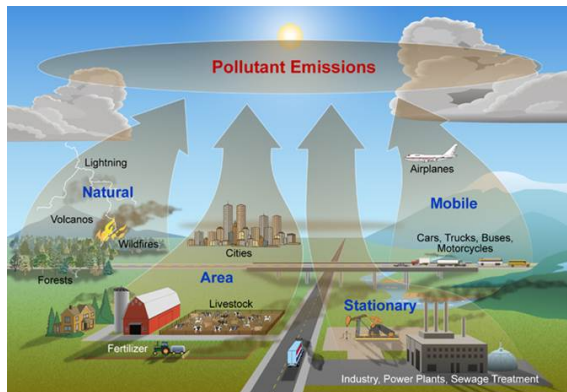 Pollutant Emissions
Lightning
Natural
Volcanos
Wildfires
Forests
Cities
Area
Livestock
Fertilizer
Airplanes
Mobile
Cars, Trucks, Buses,
Motorcycles
Stationary
Industry, Power Plants, Sewage Treatment